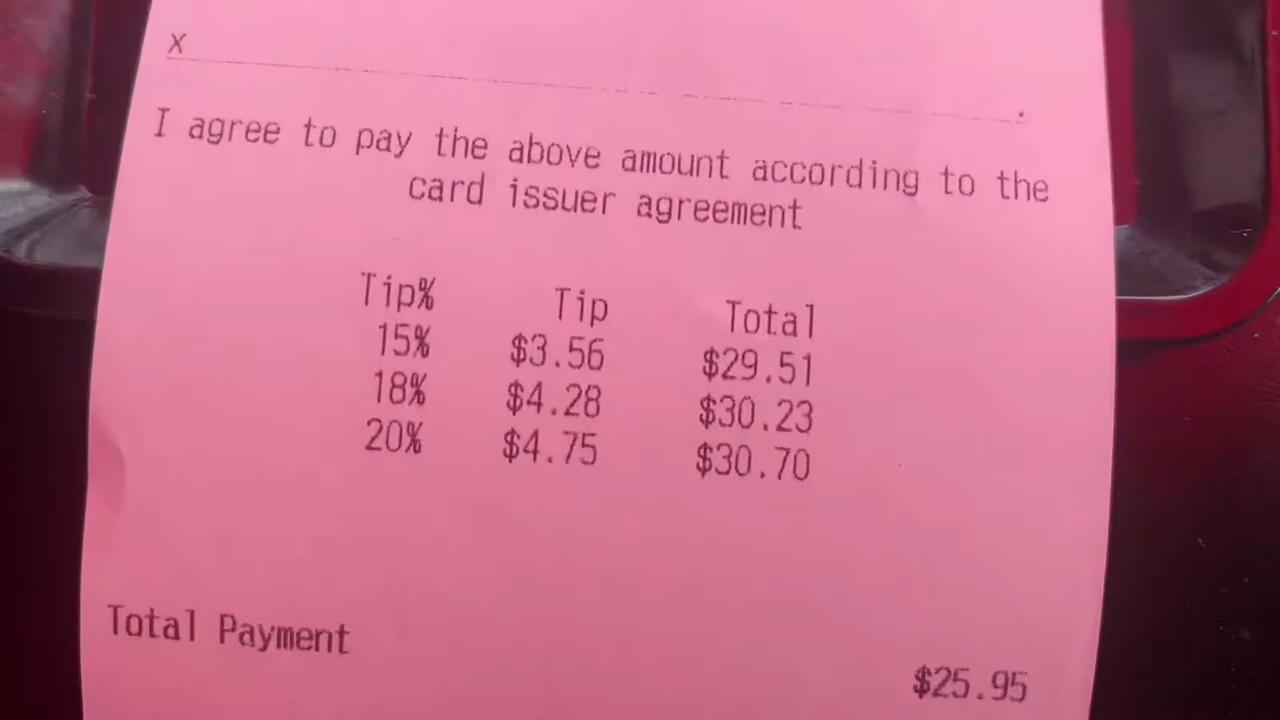 X
I agree to pay the above amount according to the
card issuer agreement
Tip% Tip Total
15% $3.56 $29.51
18% $4.28 $30.23
20% $4.75 $30.70
Total Payment
$25.95